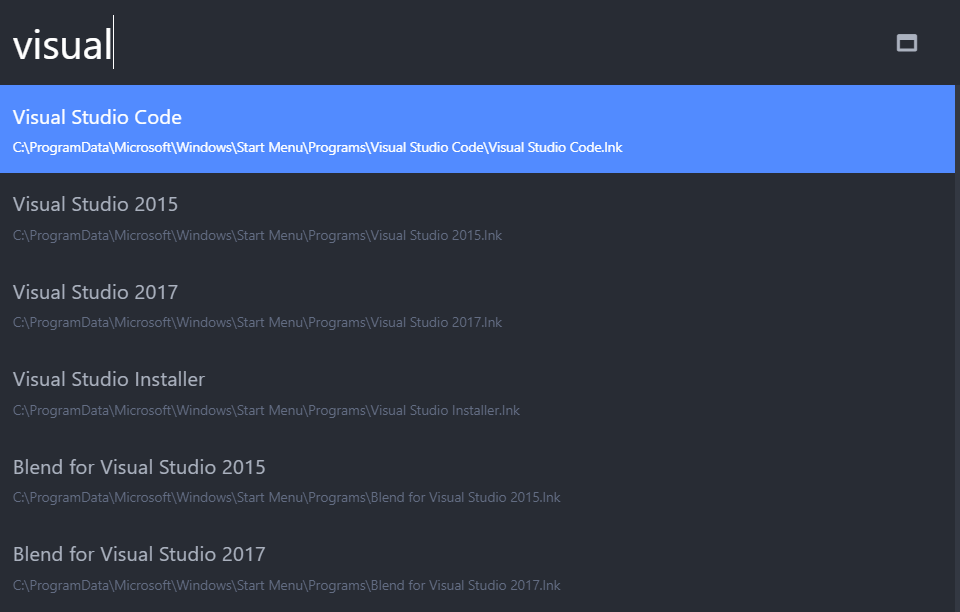 visual
Visual Studio Code
C:\ProgramData\Microsoft\Windows\Start Menu\Programs\Visual Studio Code\Visual Studio Code.lnk
Visual Studio 2015
C:\ProgramData\Microsoft\Windows\Start Menu\Programs\Visual Studio 2015.lnk
Visual Studio 2017
C:\ProgramData\Microsoft\Windows\Start Menu\Programs\Visual Studio 2017.lnk
Visual Studio Installer
C:\ProgramData\Microsoft\Windows\Start Menu\Programs\Visual Studio Installer.lnk
Blend for Visual Studio 2015
C:\ProgramData\Microsoft\Windows\Start Menu\Programs\Blend for Visual Studio 2015.lnk
Blend for Visual Studio 2017
C:\ProgramData\Microsoft\Windows\Start Menu\Programs\Blend for Visual Studio 2017.lnk